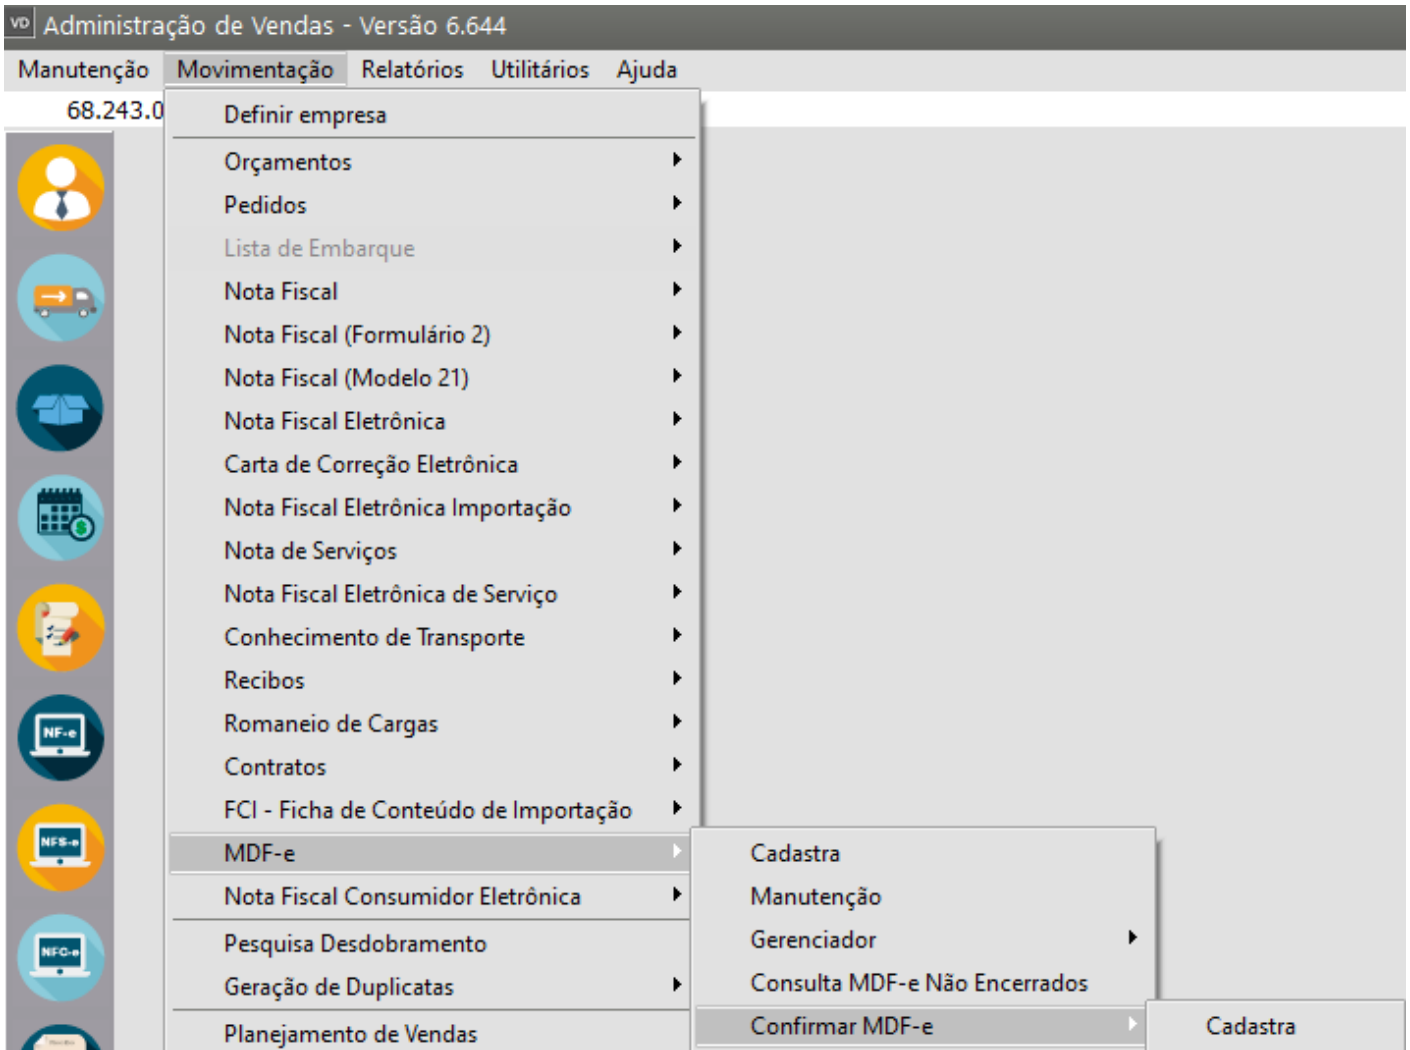 VD Administração de Vendas - Versão 6.644
Manutenção Movimentação Relatórios Utilitários Ajuda
68.243.0
Definir empresa
Orçamentos
Pedidos
Lista de Embarque
Nota Fiscal
Nota Fiscal (Formulário 2)
Nota Fiscal (Modelo 21)
Nota Fiscal Eletrônica
Carta de Correção Eletrônica
Nota Fiscal Eletrônica Importação
Nota de Serviços
Nota Fiscal Eletrônica de Serviço
Conhecimento de Transporte
Recibos
Romaneio de Cargas
Contratos
FCI - Ficha de Conteúdo de Importação
MDF-e
Nota Fiscal Consumidor Eletrônica
Pesquisa Desdobramento
Geração de Duplicatas
Planejamento de Vendas
Cadastra
Manutenção
Gerenciador
Consulta MDF-e Não Encerrados
Confirmar MDF-e
Cadastra
NF-e
NFS-e
NFC-e